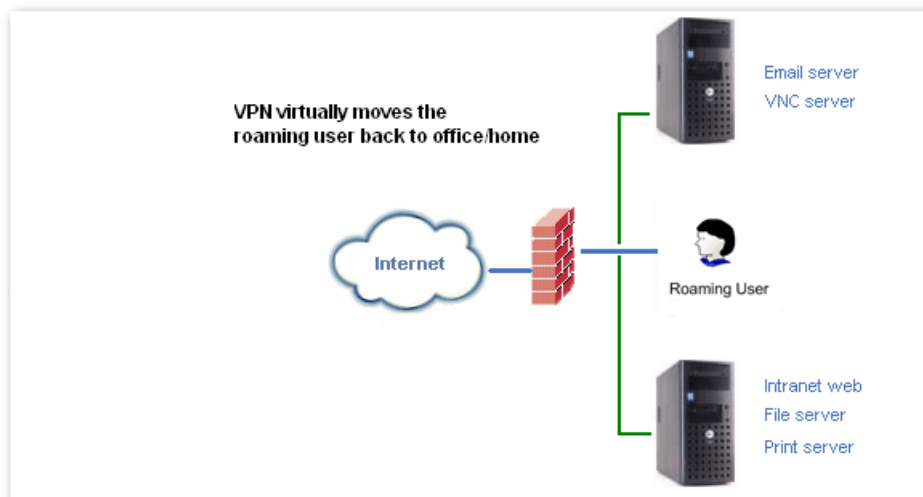 Email server
VNC server
VPN virtually moves the
roaming user back to office/home
Internet
Roaming User
Intranet web
File server
Print server